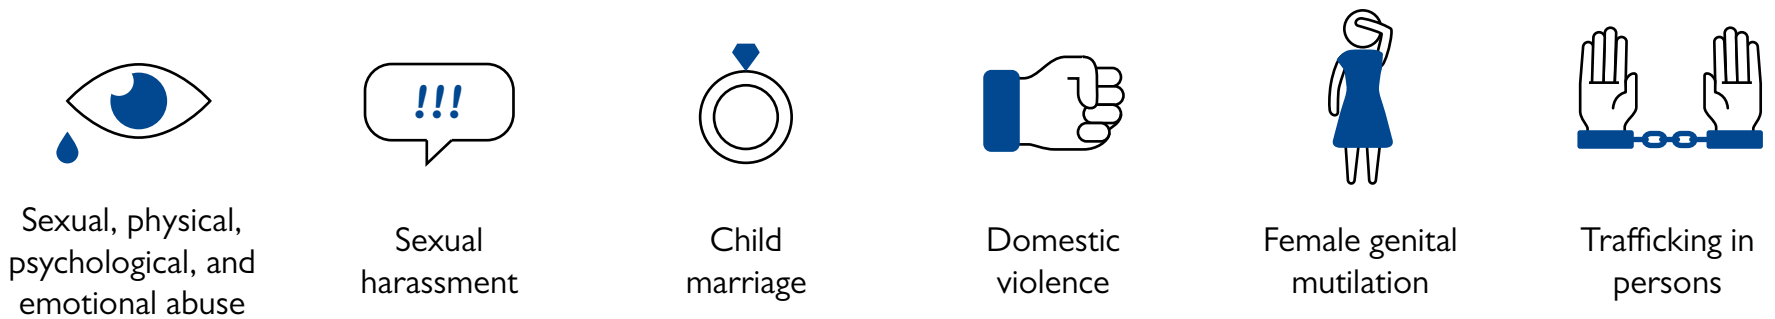 !!!
Sexual, physical,
psychological, and
emotional abuse
Sexual
harassment
Child
marriage
Domestic
violence
Female genital
mutilation
Trafficking in
persons